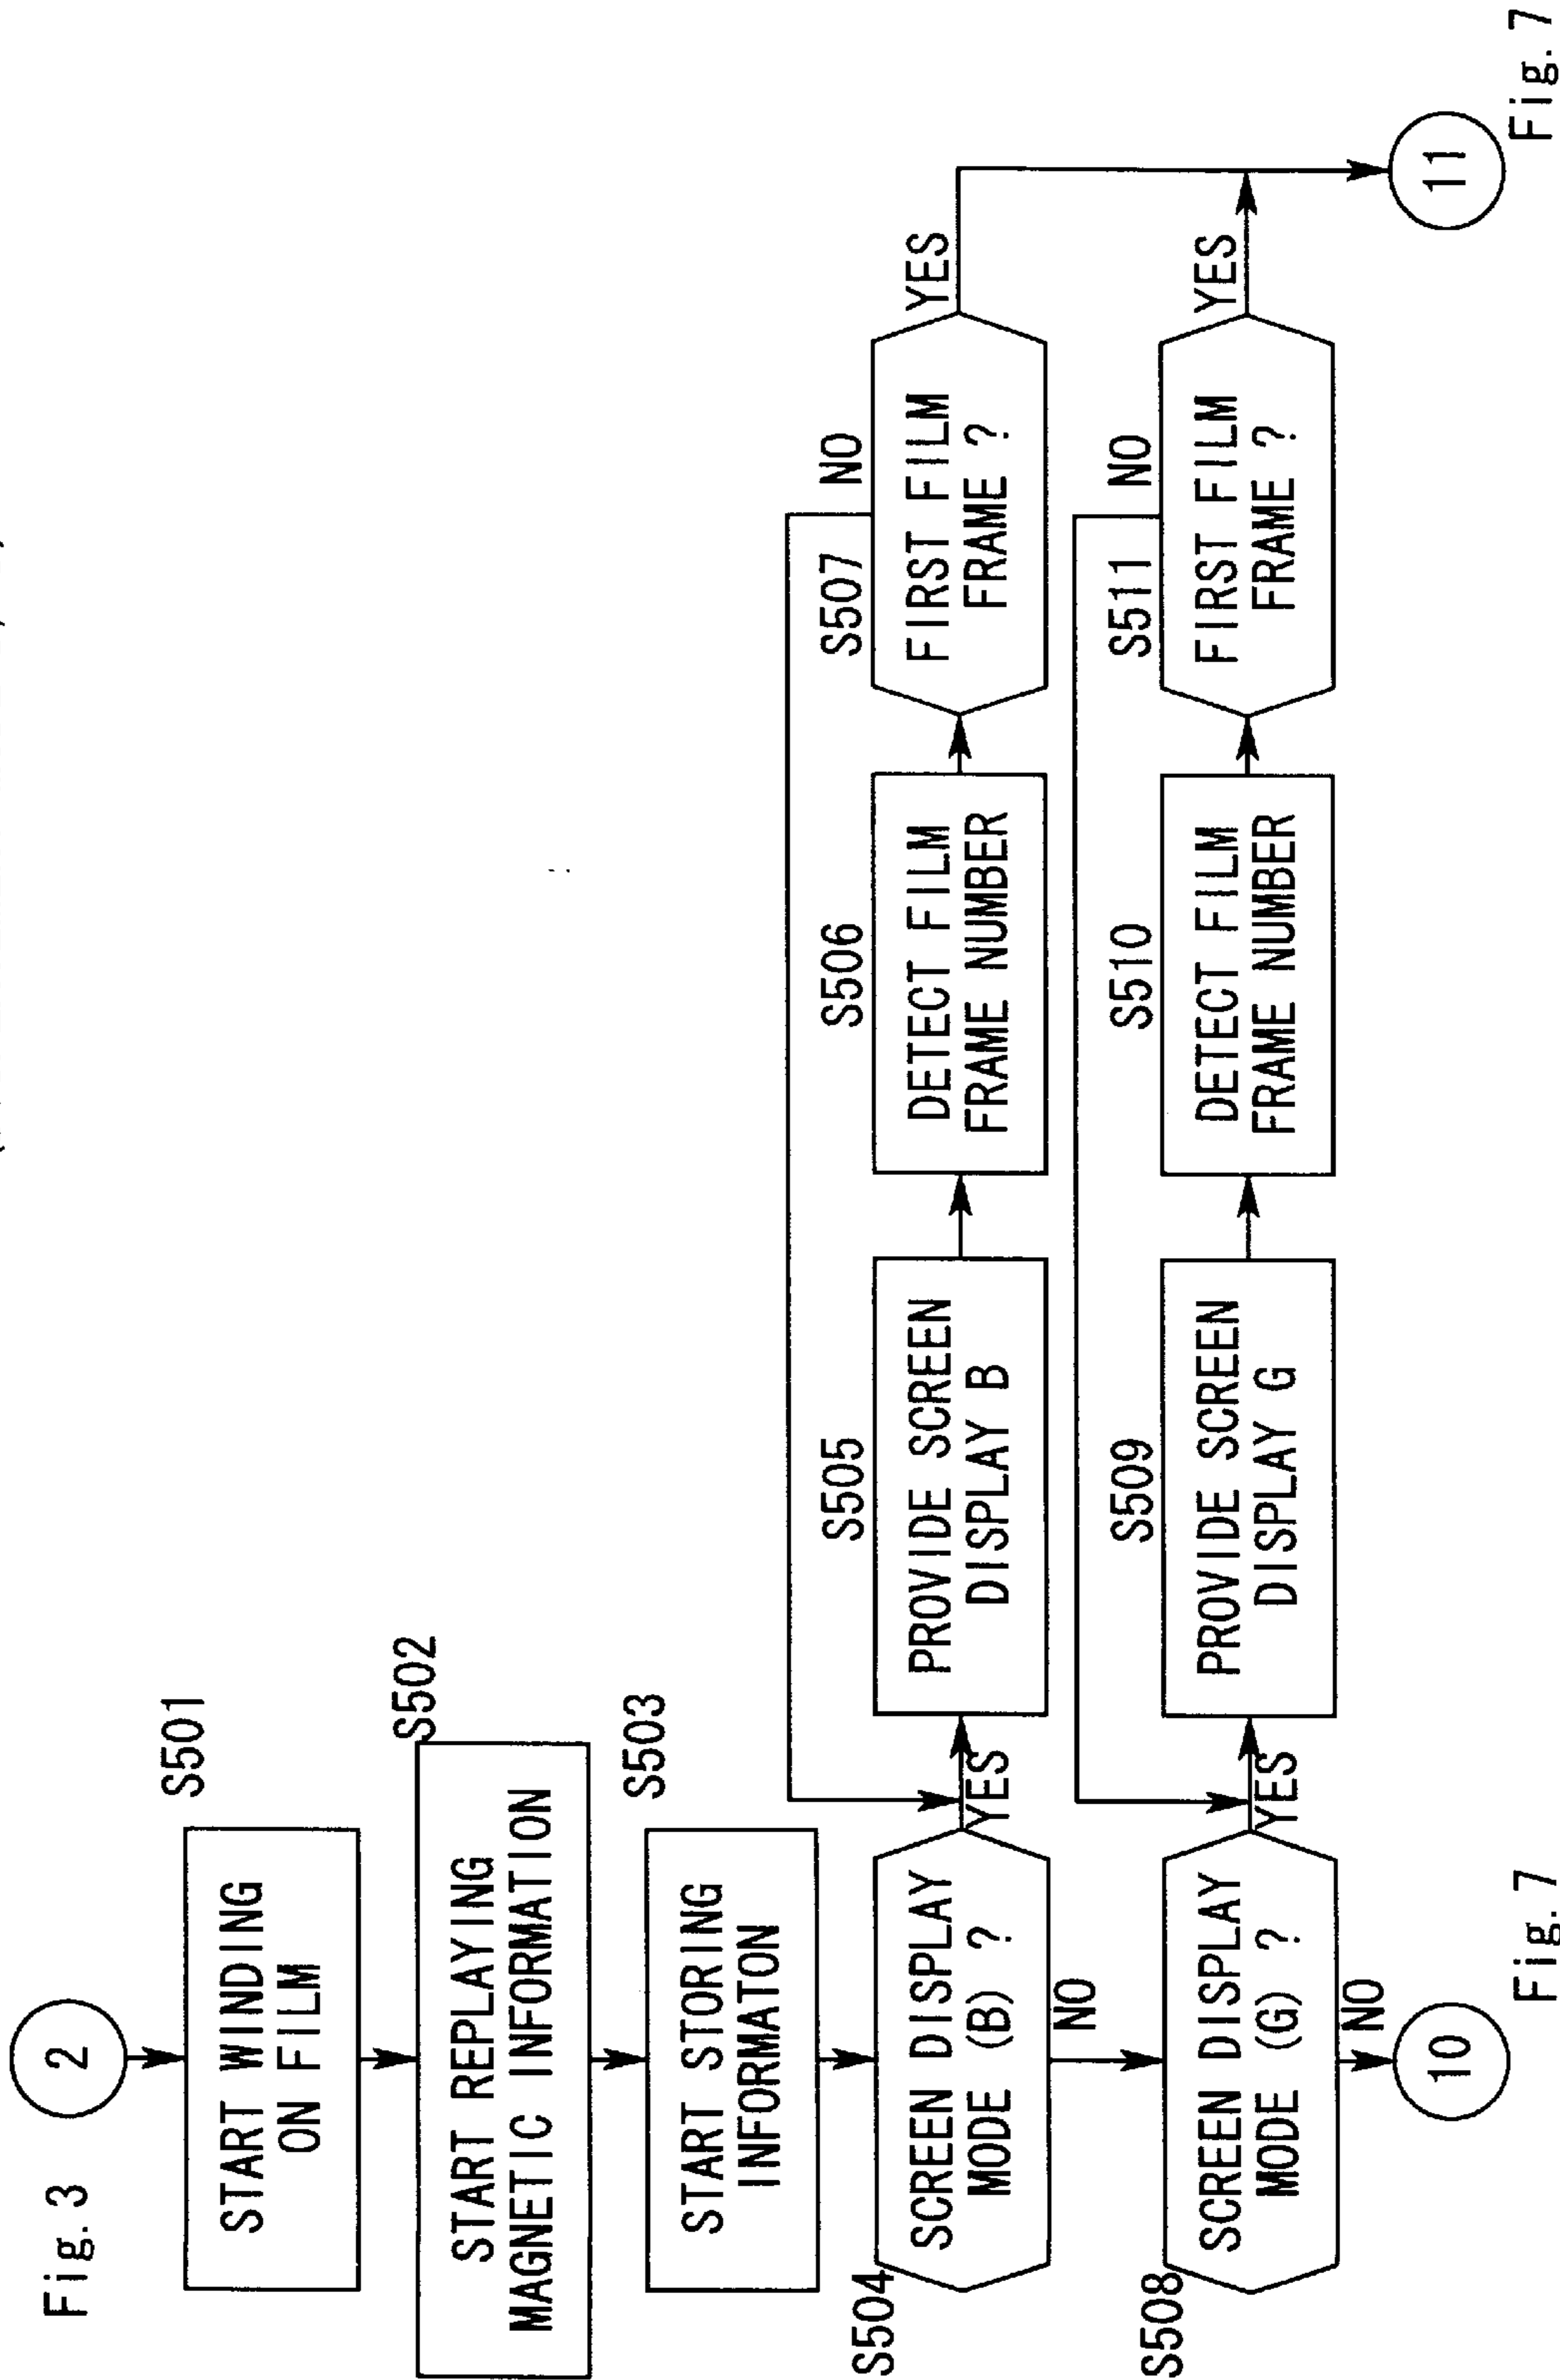 Fig. 3
2
S501
START WINDING
ON FILM
S502
START REPLAYING
MAGNETIC INFORMATION
S503
START STORING
INFORMATON
S504
SCREEN DISPLAY
MODE (B) ?
YES
NO
S505
PROVIDE SCREEN
DISPLAY B
S506
DETECT FILM
FRAME NUMBER
S507
NO
FIRST FILM
FRAME ?
YES
S508
SCREEN DISPLAY
MODE (G) ?
YES
NO
S509
PROVIDE SCREEN
DISPLAY G
S510
DETECT FILM
FRAME NUMBER
S511
NO
FIRST FILM
FRAME ?
YES
10
Fig. 7
11
Fig. 7